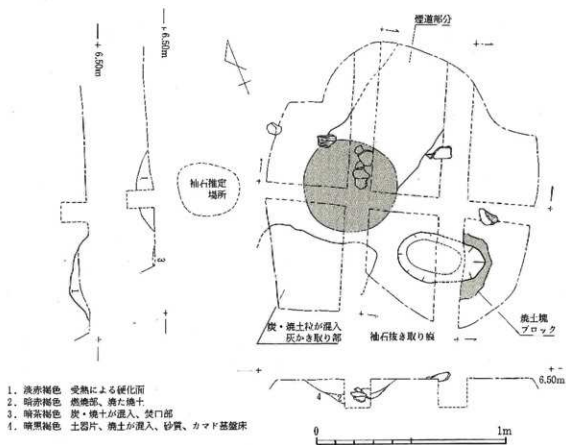 煙道部分
6.50m
6.50m
袖石推定
場所
3
焼土塊
ブロック
炭・焼土粒が混入
灰かき取り部
袖石抜き取り痕
6.50m
4
2
1. 淡赤褐色 受熱による硬化面
2. 暗赤褐色 燃焼部、廃た焼土
3. 暗茶褐色 炭・焼土が混入、焚口部
4. 暗黒褐色 土器片、焼土が混入、砂質、カマド基盤床
0 1m